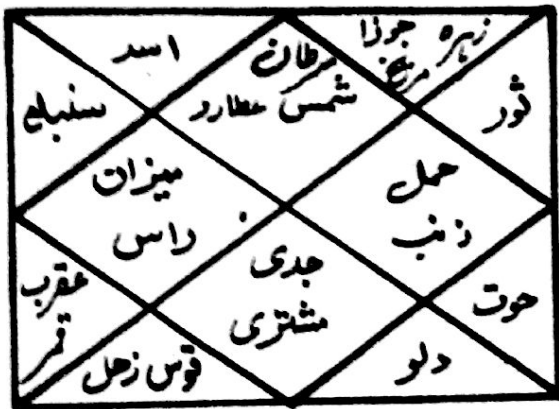 زہرہ جوزا
مریخ
سرطان
شمس عطارد
اسد
سنبلہ
ثور
میزان
راس
حمل
ذنب
عقرب
قمر
جدی
مشتری
حوت
قوس زحل
دلو